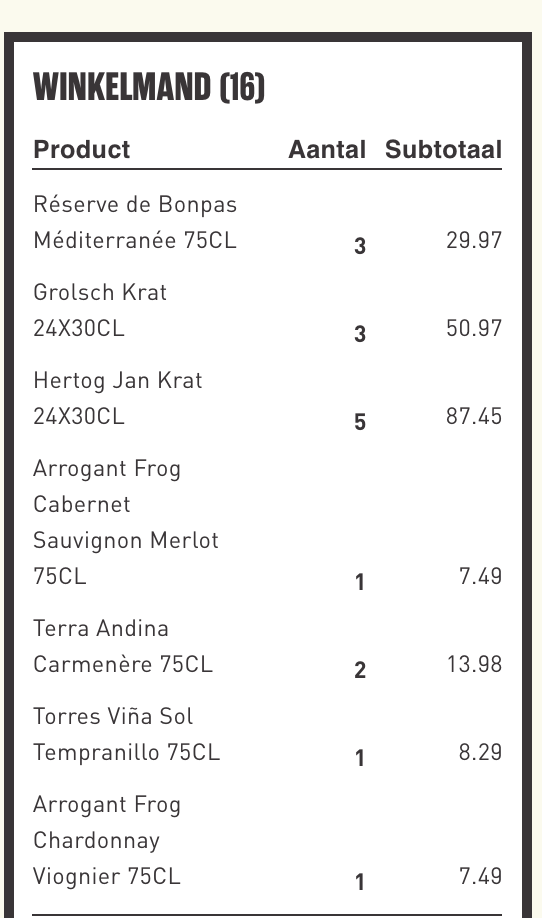 WINKELMAND (16)
Product Aantal Subtotaal
Réserve de Bonpas
Méditerranée 75CL 3 29.97
Grolsch Krat
24X30CL 3 50.97
Hertog Jan Krat
24X30CL 5 87.45
Arrogant Frog
Cabernet
Sauvignon Merlot
75CL 1 7.49
Terra Andina
Carmenère 75CL 2 13.98
Torres Viña Sol
Tempranillo 75CL 1 8.29
Arrogant Frog
Chardonnay
Viognier 75CL 1 7.49